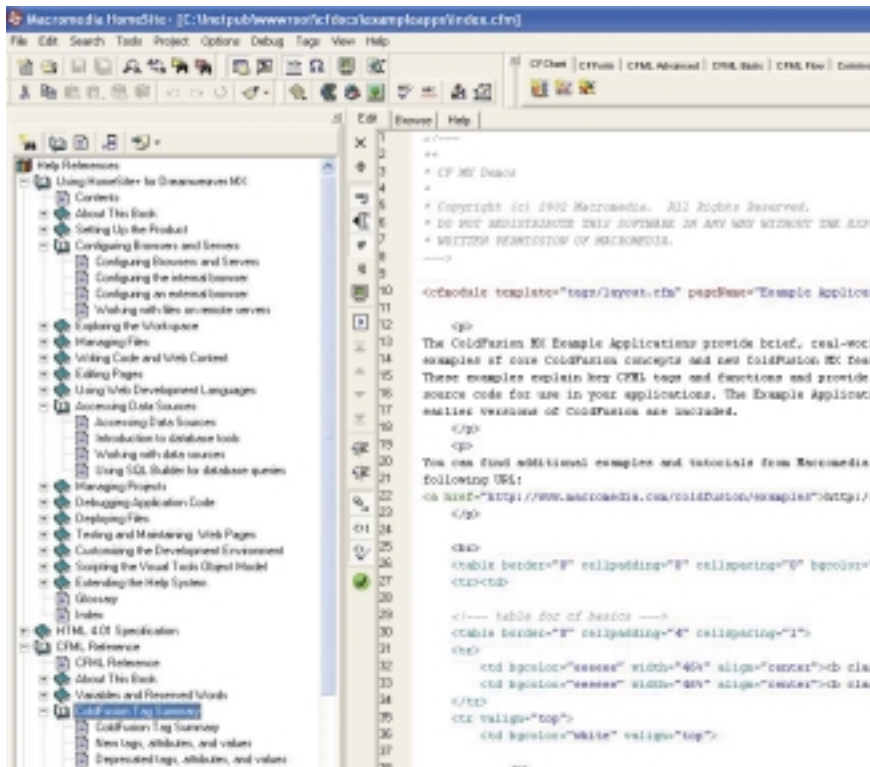 Macromedia HomeSite+ - [C:\Inetpub\wwwroot\cfdocs\exampleapps\index.cfm]
File Edit Search Tools Project Options Debug Tags View Help
CFChart CFForm CFML Advanced CFML Basic CFML Flow
Edit Browse Help
Help References
Using HomeSite+ for Dreamweaver MX
Contents
About This Book
Setting Up the Product
Configuring Browsers and Servers
Configuring Browsers and Servers
Configuring the internal browser
Configuring an external browser
Working with files on remote servers
Exploring the Workspace
Managing Files
Writing Code and Web Content
Editing Pages
Using Web Development Languages
Accessing Data Sources
Accessing Data Sources
Introduction to database tools
Working with data sources
Using SQL Builder for database queries
Managing Projects
Debugging Application Code
Deploying Files
Testing and Maintaining Web Pages
Customizing the Development Environment
Scripting the Visual Tools Object Model
Extending the Help System
Glossary
Index
HTML 4.01 Specification
CFML Reference
CFML Reference
About This Book
Variables and Reserved Words
ColdFusion Tag Summary
ColdFusion Tag Summary
New tags, attributes, and values
Deprecated tags, attributes, and values
1 <!---
2 **
3 * CF MX Demos
4 *
5 * Copyright (c) 2002 Macromedia. All Rights Reserved.
6 * DO NOT REDISTRIBUTE THIS SOFTWARE IN ANY WAY WITHOUT THE EXP
7 * WRITTEN PERMISSION OF MACROMEDIA.
8 --->
9
10 <cfmodule template="tags/layout.cfm" pageName="Example Applica
11
12 <p>
13 The ColdFusion MX Example Applications provide brief, real-wor
14 examples of core ColdFusion concepts and new ColdFusion MX fea
15 These examples explain key CFML tags and functions and provide
16 source code for use in your applications. The Example Applicat
17 earlier versions of ColdFusion are included.
18 </p>
19 <p>
20 You can find additional examples and tutorials from Macromedia
21 following URL:
22 <a href="http://www.macromedia.com/coldfusion/examples">http:/
23 </p>
24
25 <br>
26 <table border="0" cellpadding="0" cellspacing="0" bgcolor="
27 <tr><td>
28
29 <!--- table for cf basics --->
30 <table border="0" cellpadding="4" cellspacing="1">
31 <tr>
32 <td bgcolor="eeeeee" width="46%" align="center"><b cla
33 <td bgcolor="eeeeee" width="46%" align="center"><b cla
34 </tr>
35 <tr valign="top">
36 <td bgcolor="white" valign="top">
37